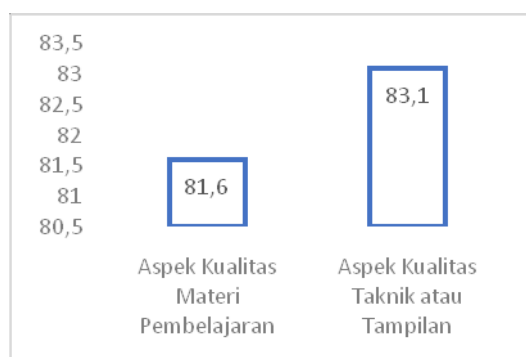 83,5
83
82,5
82
81,5
81
80,5
81,6
83,1
Aspek Kualitas
Materi
Pembelajaran
Aspek Kualitas
Taknik atau
Tampilan